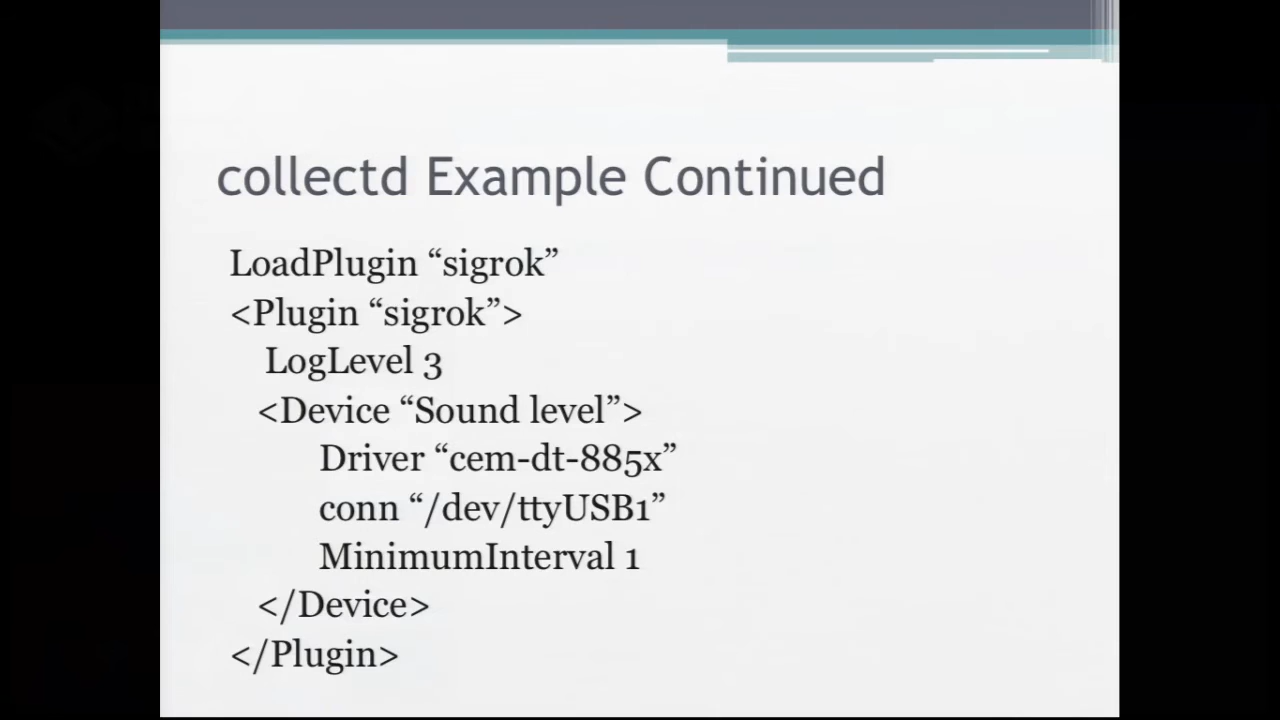 collectd Example Continued
LoadPlugin “sigrok”
<Plugin “sigrok”>
LogLevel 3
<Device “Sound level”>
Driver “cem-dt-885x”
conn “/dev/ttyUSB1”
MinimumInterval 1
</Device>
</Plugin>